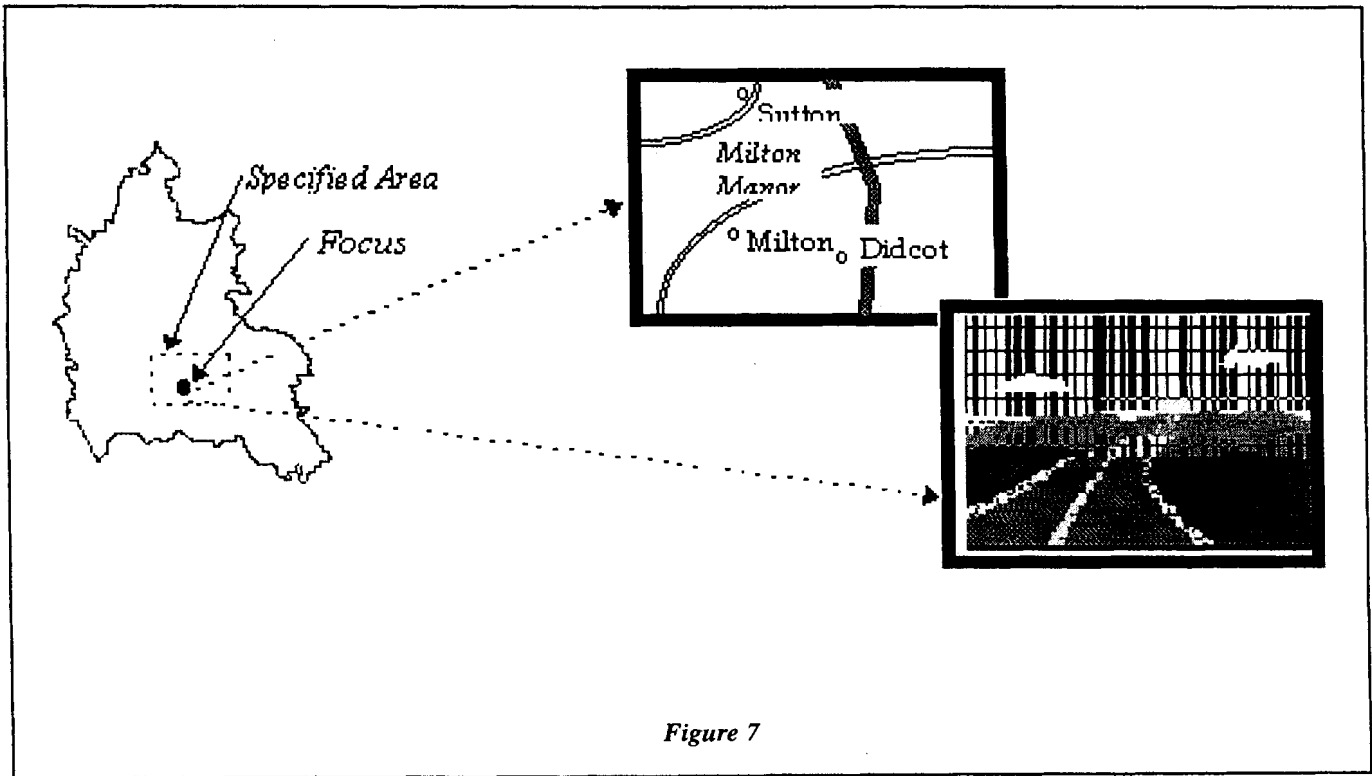 Specified Area
Focus
Sutton
Milton
Manor
Milton
Didcot
Figure 7